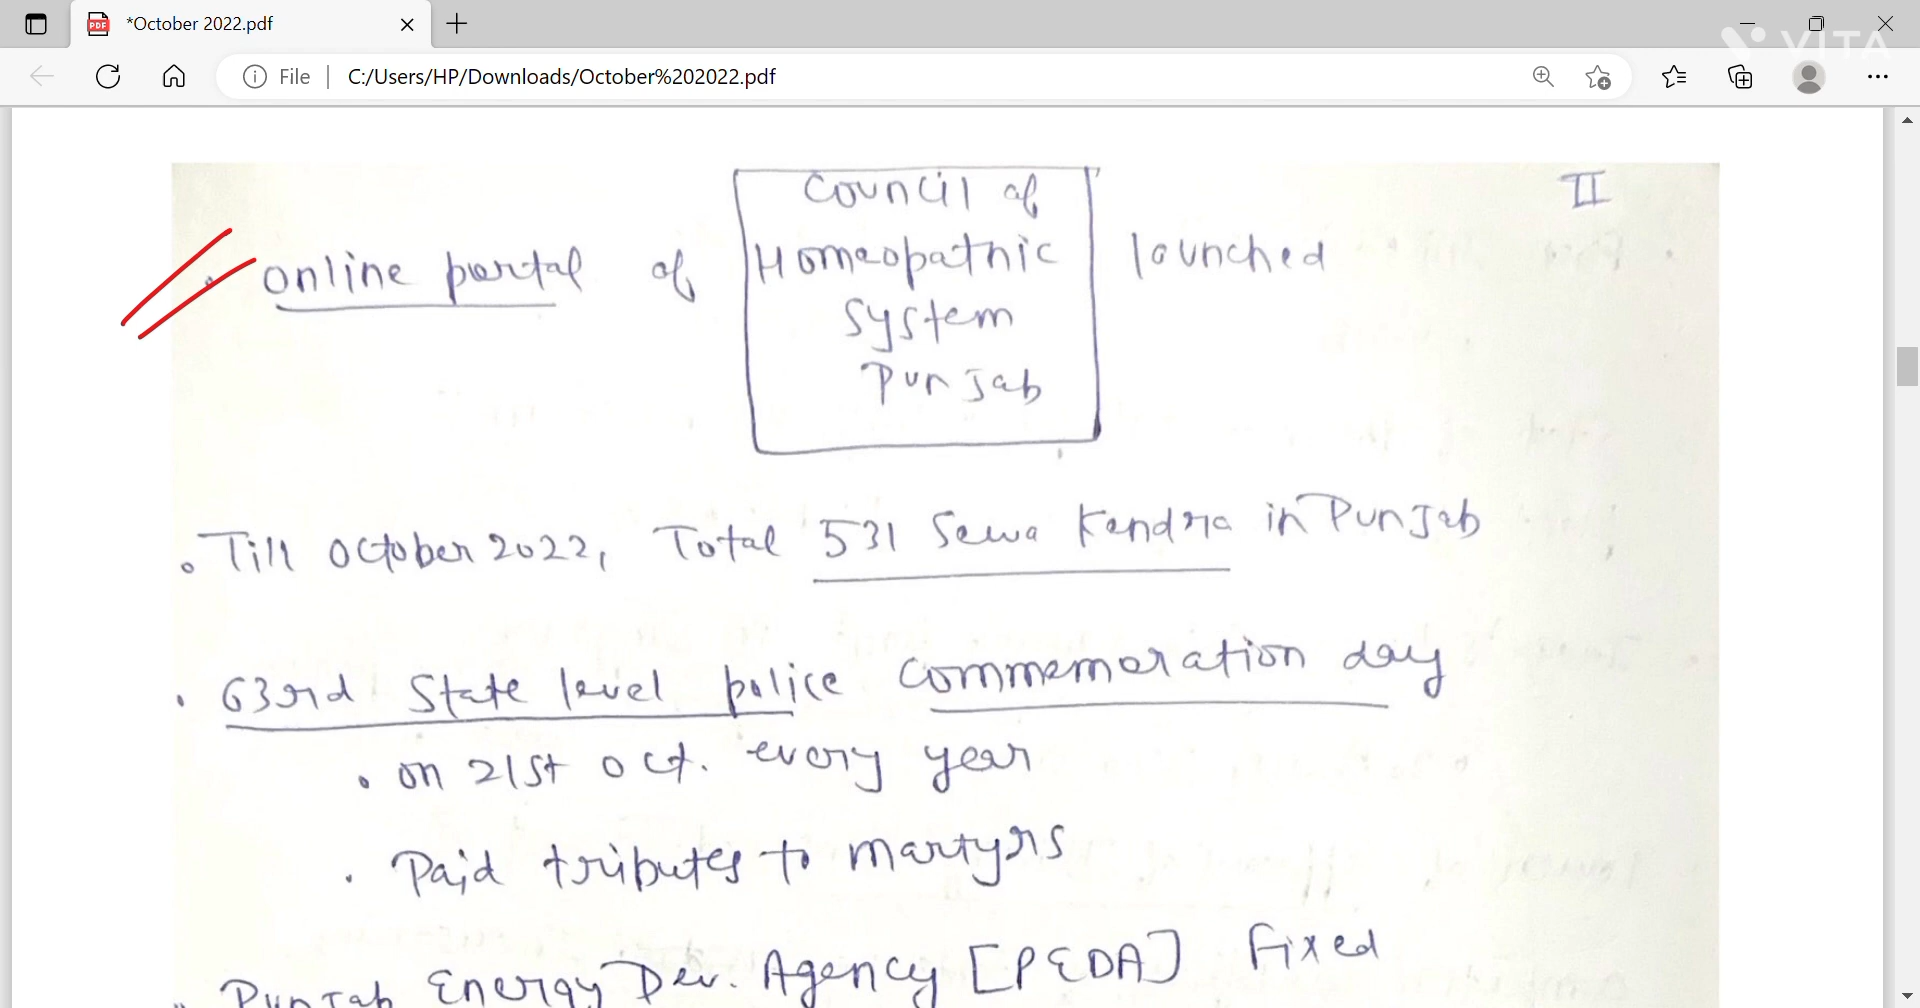 *October 2022.pdf
VITA
File
C:/Users/HP/Downloads/October%202022.pdf
II
online portal of Council of Homeopathic System Punjab launched
Till October 2022, Total 531 Sewa Kendra in Punjab
63rd State level police Commemoration day
on 21st oct. every year
Paid tributes to martyrs
Punjab Energy Dev. Agency [PEDA] Fixed